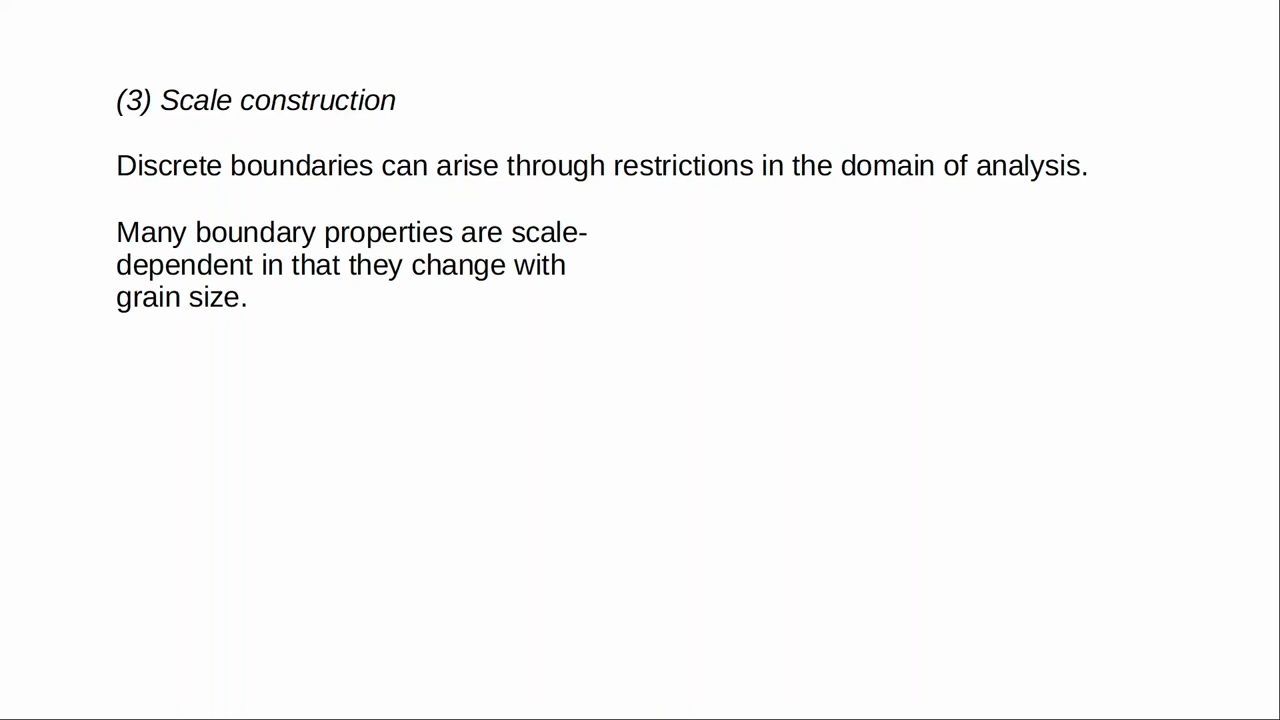 (3) Scale construction
Discrete boundaries can arise through restrictions in the domain of analysis.
Many boundary properties are scale-
dependent in that they change with
grain size.